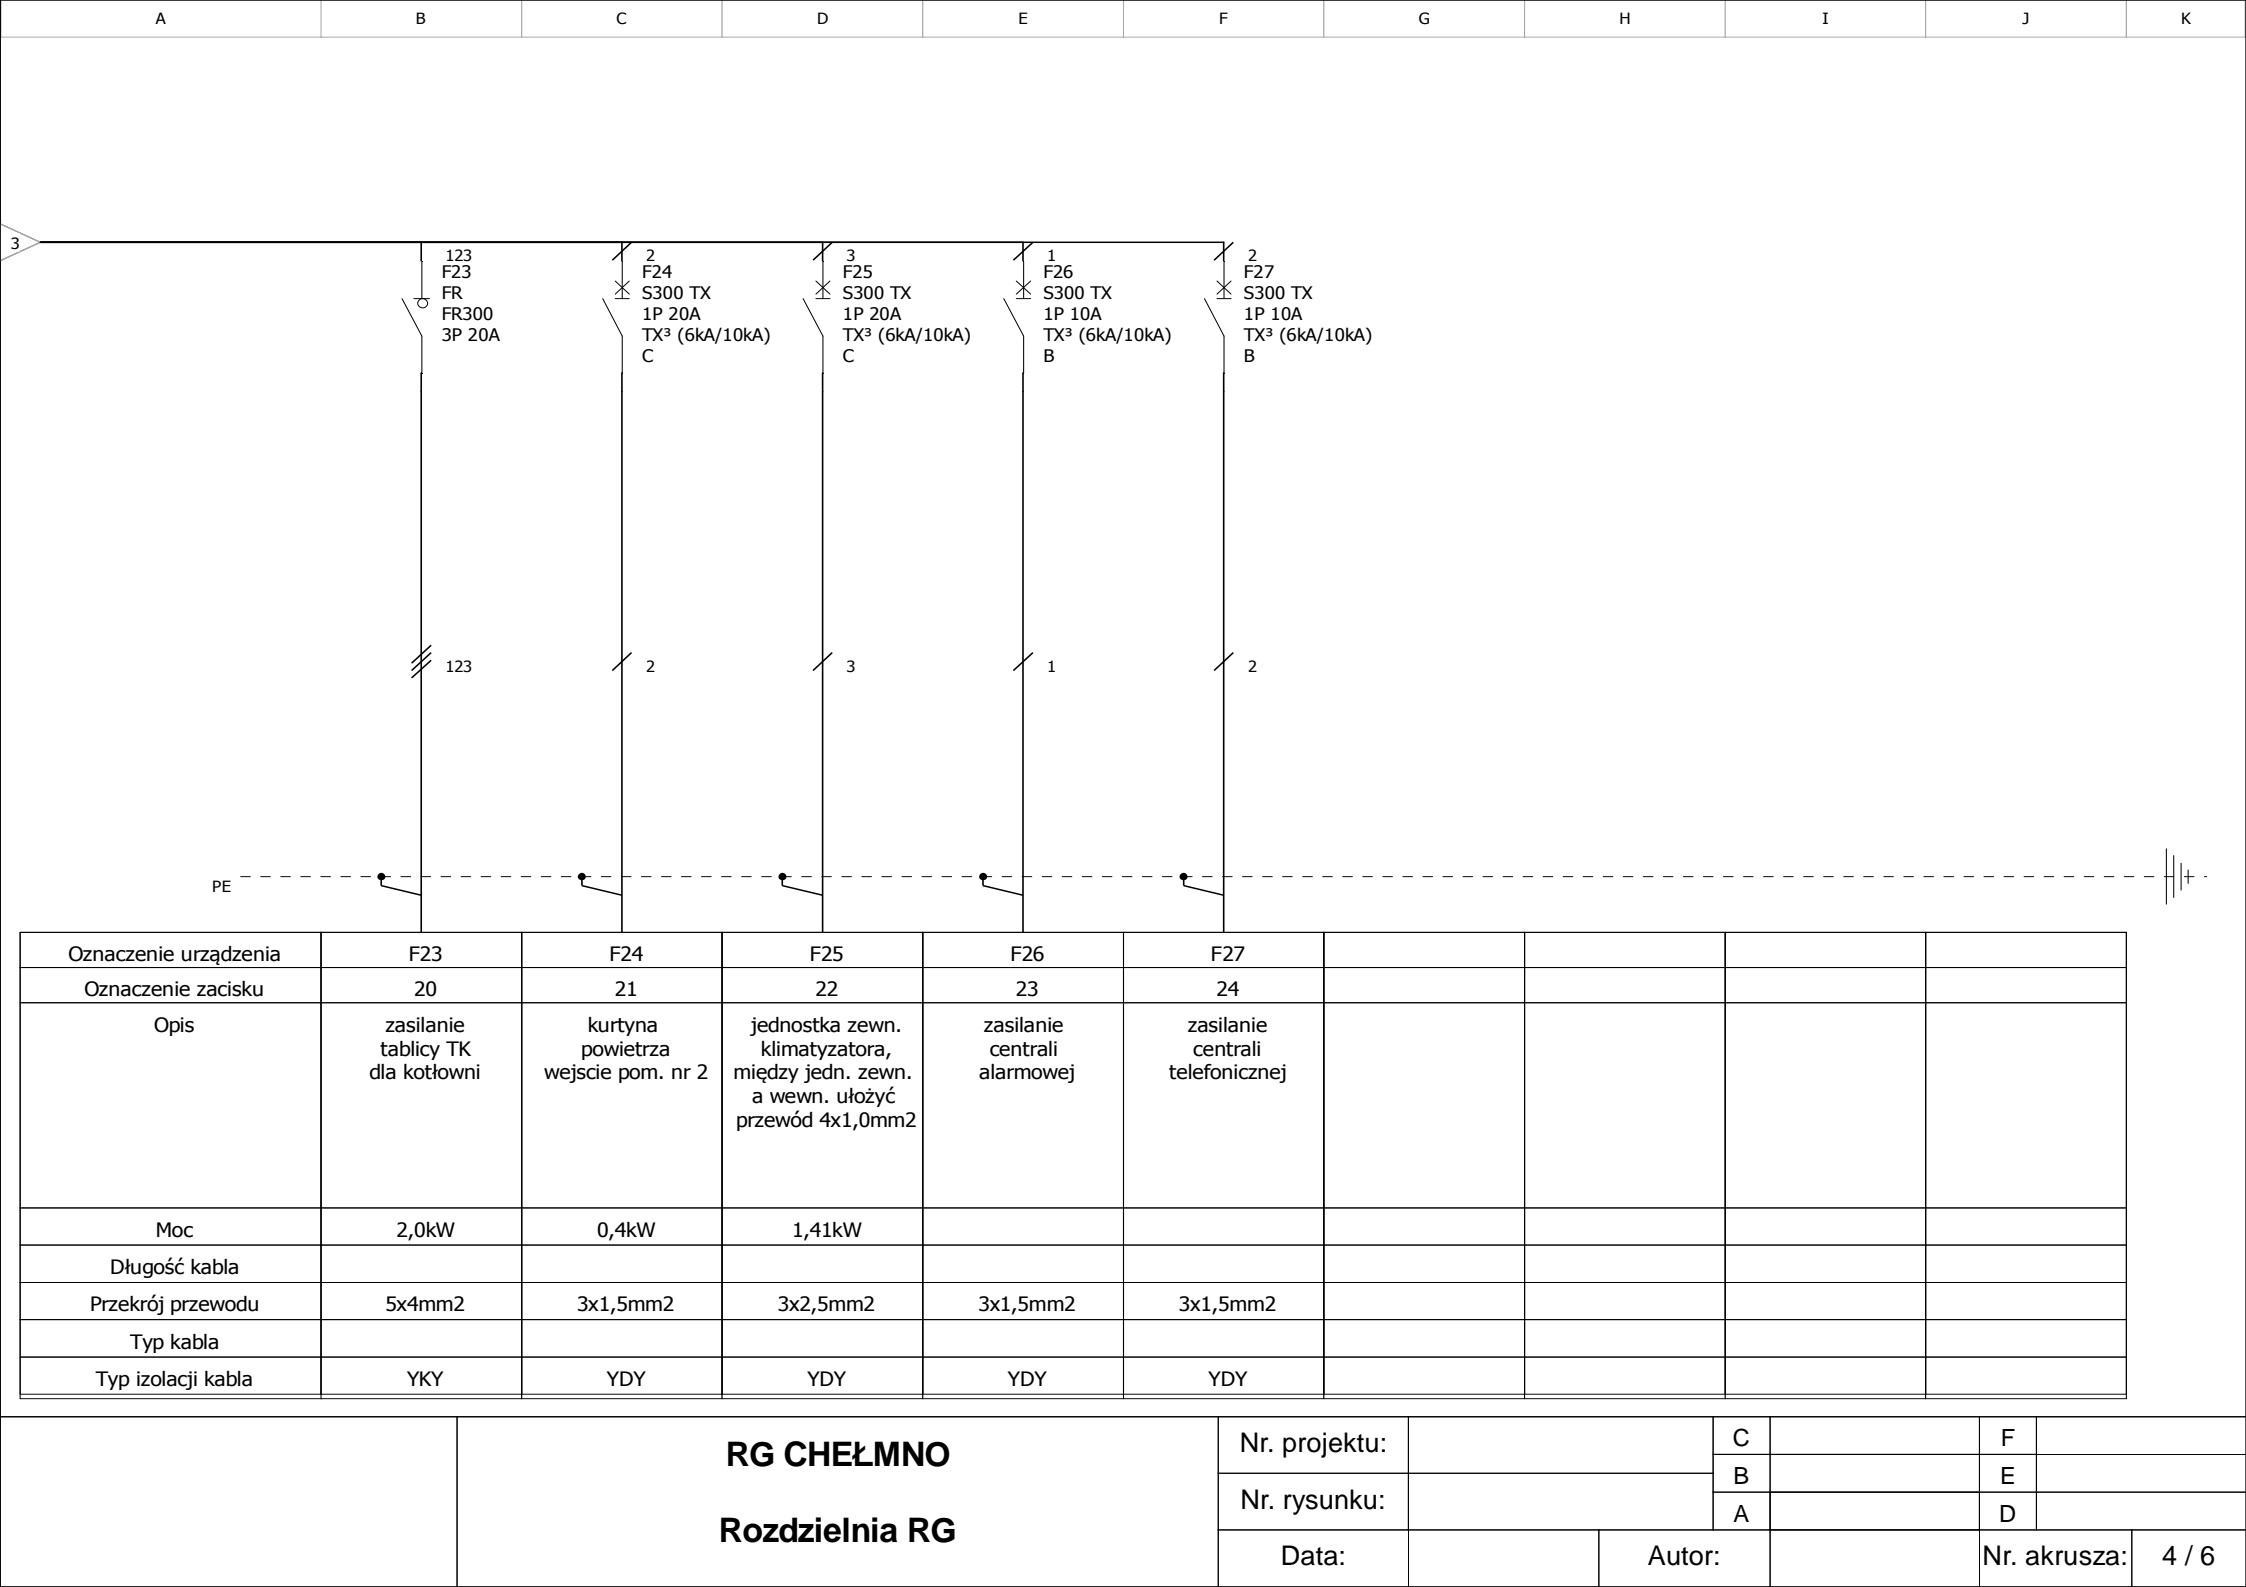 A B C D E F G H I J K
3
123 2 3 1 2
F23
FR
FR300
3P 20A
F24
S300 TX
1P 20A
TX³ (6kA/10kA)
C
F25
S300 TX
1P 20A
TX³ (6kA/10kA)
C
F26
S300 TX
1P 10A
TX³ (6kA/10kA)
B
F27
S300 TX
1P 10A
TX³ (6kA/10kA)
B
123 2 3 1 2
PE
Oznaczenie urządzenia F23 F24 F25 F26 F27
Oznaczenie zacisku 20 21 22 23 24
Opis
zasilanie
tablicy TK
dla kotłowni
kurtyna
powietrza
wejscie pom. nr 2
jednostka zewn.
klimatyzatora,
między jedn. zewn.
a wewn. ułożyć
przewód 4x1,0mm2
zasilanie
centrali
alarmowej
zasilanie
centrali
telefonicznej
Moc 2,0kW 0,4kW 1,41kW
Długość kabla
Przekrój przewodu 5x4mm2 3x1,5mm2 3x2,5mm2 3x1,5mm2 3x1,5mm2
Typ kabla
Typ izolacji kabla YKY YDY YDY YDY YDY
RG CHEŁMNO
Rozdzielnia RG
Nr. projektu:
Nr. rysunku:
Data:
C F
B E
A D
Autor:
Nr. akrusza: 4 / 6